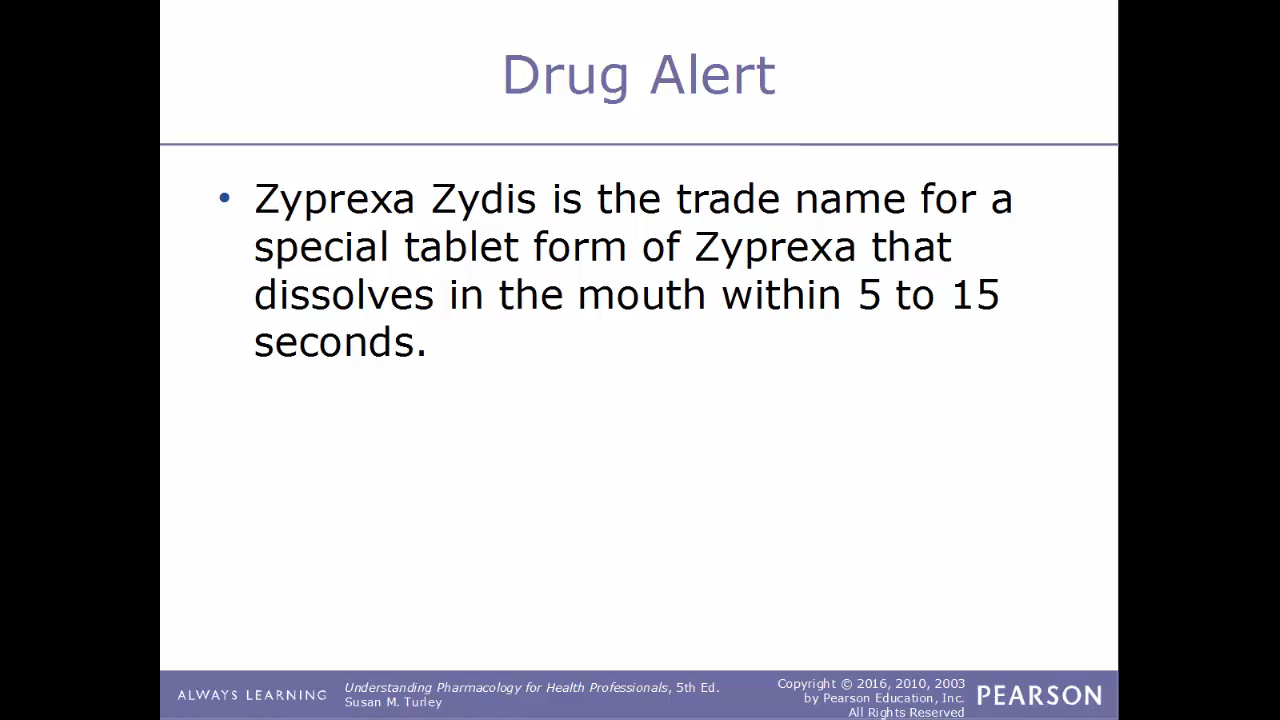 Drug Alert
• Zyprexa Zydis is the trade name for a
special tablet form of Zyprexa that
dissolves in the mouth within 5 to 15
seconds.
ALWAYS LEARNING
Understanding Pharmacology for Health Professionals, 5th Ed.
Susan M. Turley
Copyright © 2016, 2010, 2003
by Pearson Education, Inc.
All Rights Reserved
PEARSON